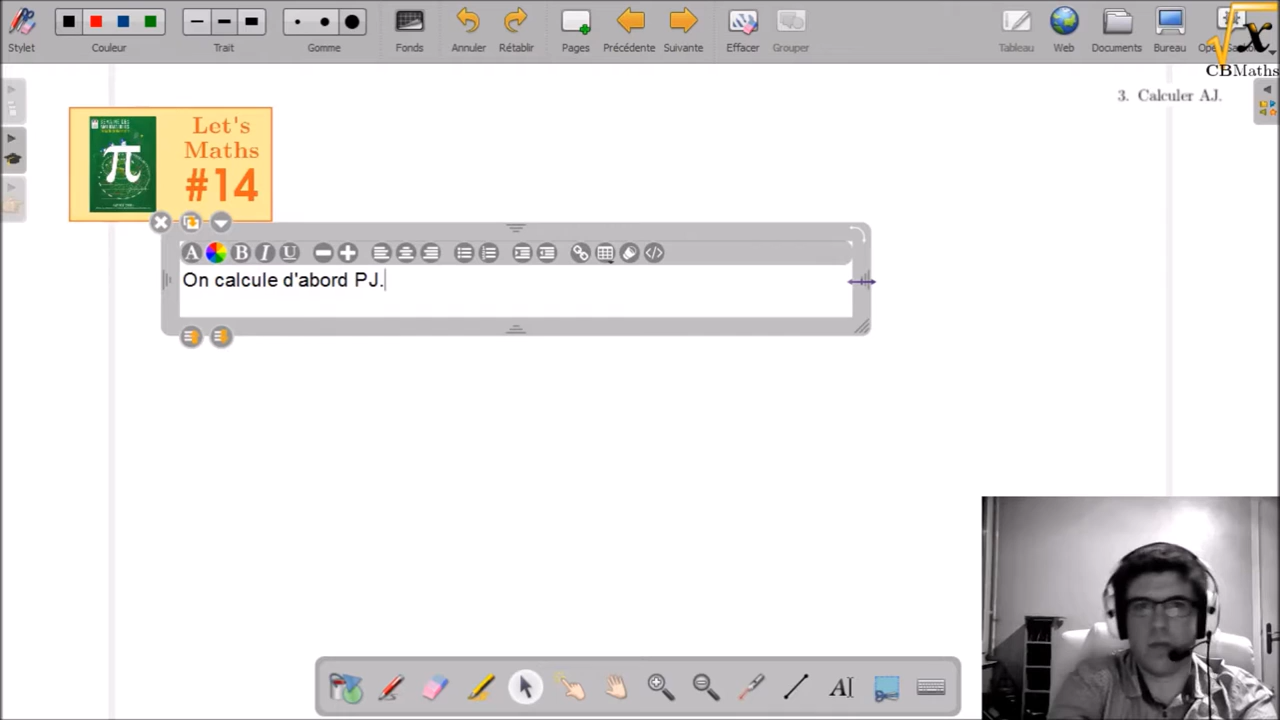 Stylet
Couleur
Trait
Gomme
Fonds
Annuler
Rétablir
Pages
Précédente
Suivante
Effacer
Grouper
Tableau
Web
Documents
Bureau
CBMaths
3. Calculer AJ.
Let's
Maths
#14
π
On calcule d'abord PJ.